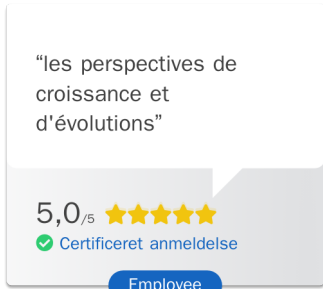 “les perspectives de
croissance et
d'évolutions”
5,0/5
Certificeret anmeldelse
Employee